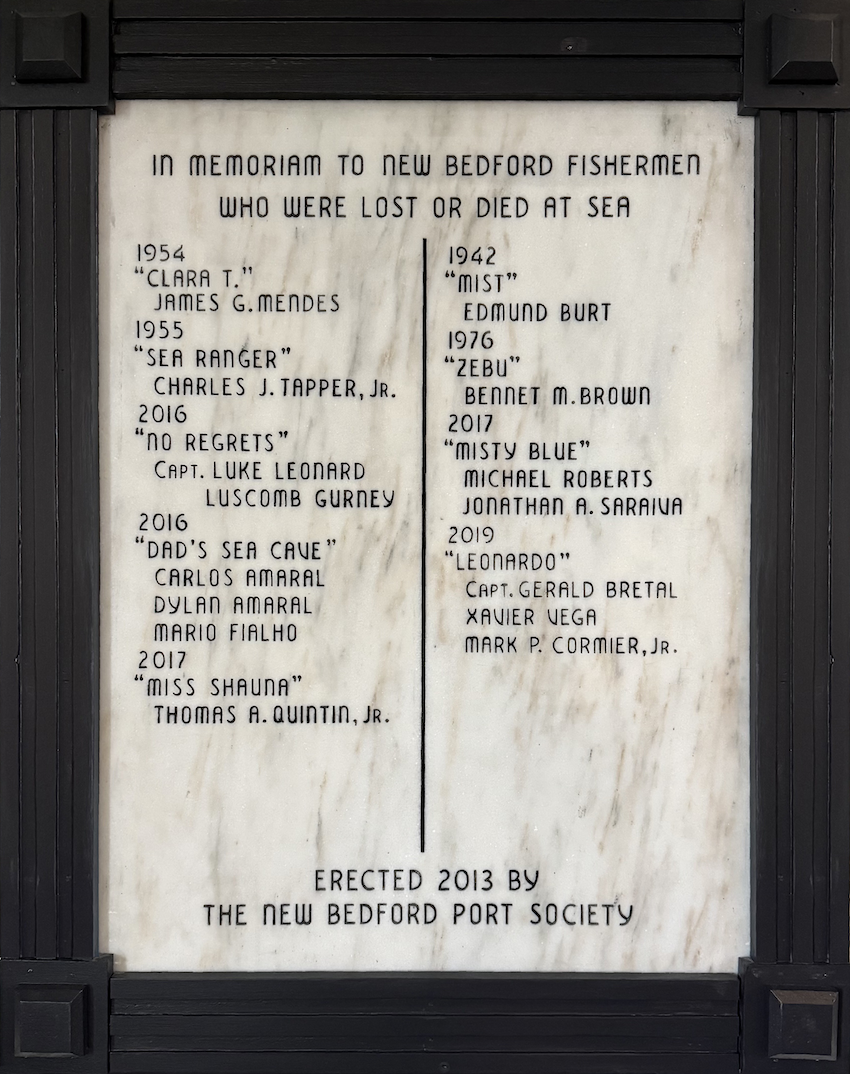 IN MEMORIAM TO NEW BEDFORD FISHERMEN
WHO WERE LOST OR DIED AT SEA
1954
“CLARA T.”
JAMES G. MENDES
1955
“SEA RANGER”
CHARLES J. TAPPER, JR.
2016
“NO REGRETS”
CAPT. LUKE LEONARD
LUSCOMB GURNEY
2016
“DAD’S SEA CAVE”
CARLOS AMARAL
DYLAN AMARAL
MARIO FIALHO
2017
“MISS SHAUNA”
THOMAS A. QUINTIN, JR.
1942
“MIST”
EDMUND BURT
1976
“ZEBU”
BENNET M. BROWN
2017
“MISTY BLUE”
MICHAEL ROBERTS
JONATHAN A. SARAIVA
2019
“LEONARDO”
CAPT. GERALD BRETAL
XAVIER VEGA
MARK P. CORMIER, JR.
ERECTED 2013 BY
THE NEW BEDFORD PORT SOCIETY